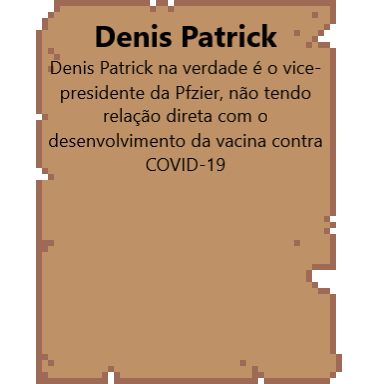 Denis Patrick
Denis Patrick na verdade é o vice-
presidente da Pfzier, não tendo
relação direta com o
desenvolvimento da vacina contra
COVID-19